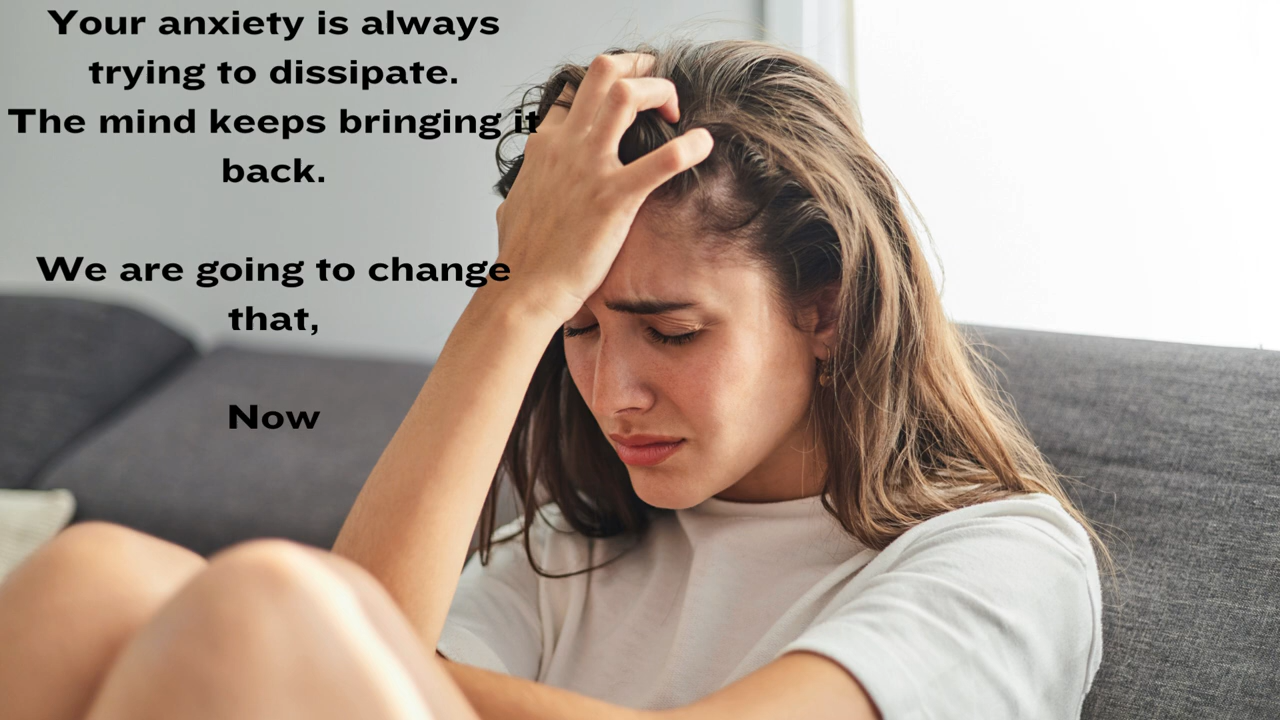 Your anxiety is always
trying to dissipate.
The mind keeps bringing it
back.
We are going to change
that,
Now